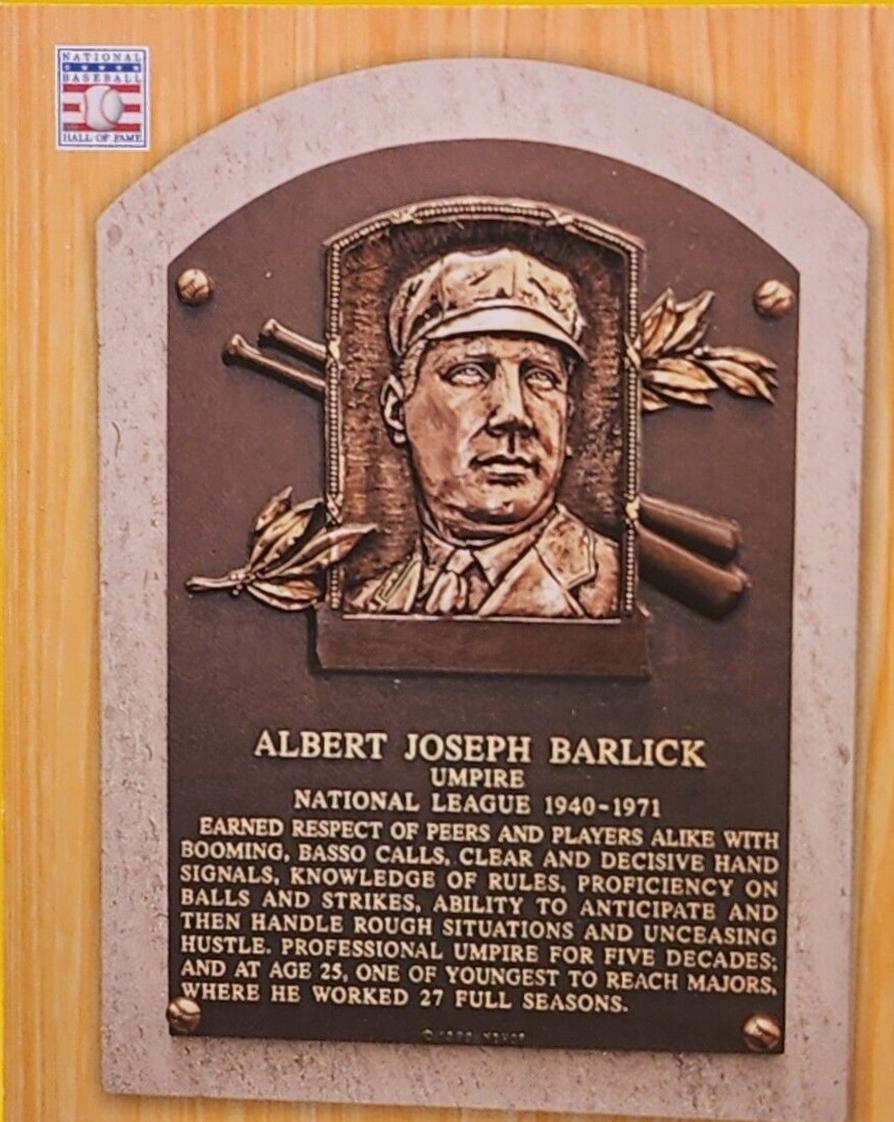 NATIONAL
BASEBALL
HALL OF FAME
ALBERT JOSEPH BARLICK
UMPIRE
NATIONAL LEAGUE 1940-1971
EARNED RESPECT OF PEERS AND PLAYERS ALIKE WITH
BOOMING, BASSO CALLS, CLEAR AND DECISIVE HAND
SIGNALS, KNOWLEDGE OF RULES, PROFICIENCY ON
BALLS AND STRIKES, ABILITY TO ANTICIPATE AND
THEN HANDLE ROUGH SITUATIONS AND UNCEASING
HUSTLE. PROFESSIONAL UMPIRE FOR FIVE DECADES;
AND AT AGE 25, ONE OF YOUNGEST TO REACH MAJORS,
WHERE HE WORKED 27 FULL SEASONS.